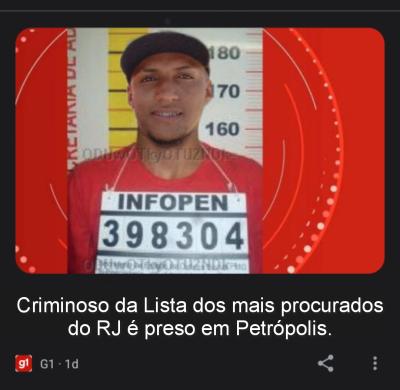 180
170
160
INFOPEN
398304
Criminoso da Lista dos mais procurados
do RJ é preso em Petrópolis.
g1 G1 · 1d